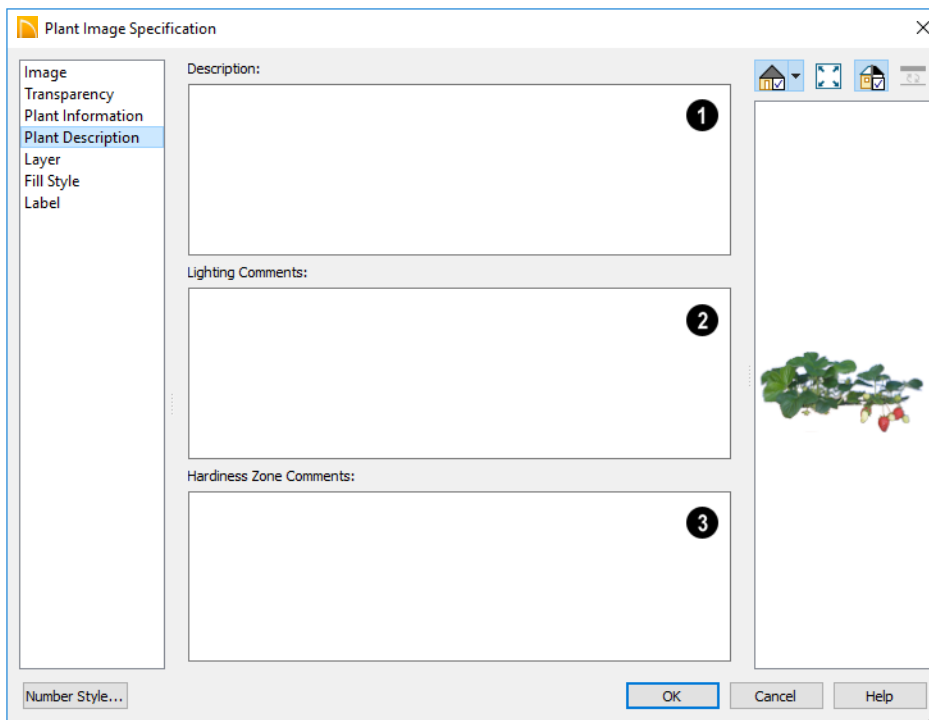 Plant Image Specification
Image
Transparency
Plant Information
Plant Description
Layer
Fill Style
Label
Description:
1
Lighting Comments:
2
Hardiness Zone Comments:
3
Number Style...
OK
Cancel
Help